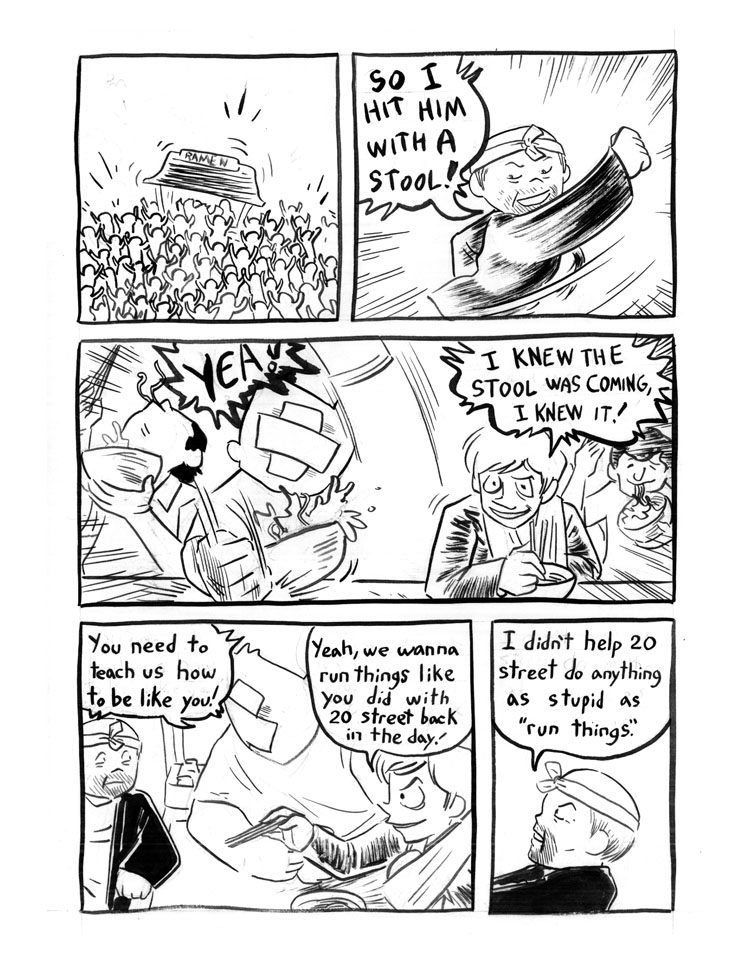 RAMEN
SO I
HIT HIM
WITH A
STOOL!
YEA!
I KNEW THE
STOOL WAS COMING,
I KNEW IT!
You need to
teach us how
to be like you!
Yeah, we wanna
run things like
you did with
20 street back
in the day!
I didn't help 20
street do anything
as stupid as
"run things."